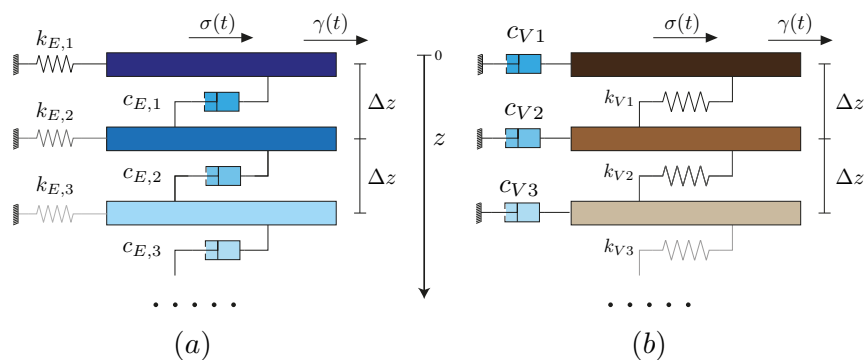 σ(t) γ(t)
k_{E,1}
c_{E,1}
k_{E,2}
c_{E,2}
k_{E,3}
c_{E,3}
Δz
Δz
. . . . .
(a)
0
z
σ(t) γ(t)
c_{V1}
k_{V1}
c_{V2}
k_{V2}
c_{V3}
k_{V3}
Δz
Δz
. . . . .
(b)